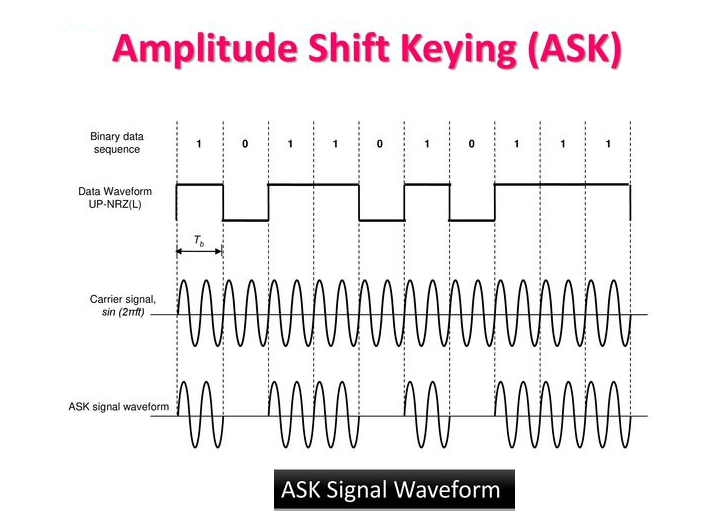 Amplitude Shift Keying (ASK)
Binary data
sequence
1 0 1 1 0 1 0 1 1 1
Data Waveform
UP-NRZ(L)
Tb
Carrier signal,
sin (2πft)
ASK signal waveform
ASK Signal Waveform